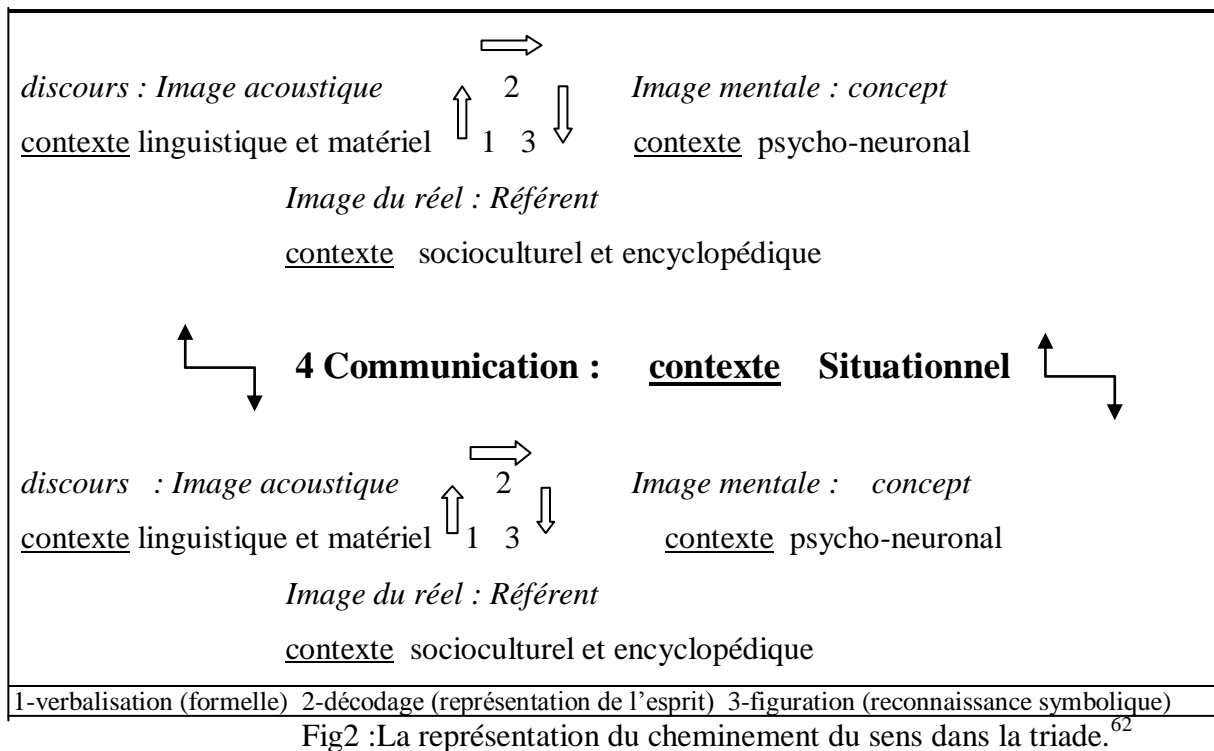 2
discours : Image acoustique Image mentale : concept
contexte linguistique et matériel 1 3 contexte psycho-neuronal
Image du réel : Référent
contexte socioculturel et encyclopédique
4 Communication : contexte Situationnel
2
discours : Image acoustique Image mentale : concept
contexte linguistique et matériel 1 3 contexte psycho-neuronal
Image du réel : Référent
contexte socioculturel et encyclopédique
1-verbalisation (formelle) 2-décodage (représentation de l’esprit) 3-figuration (reconnaissance symbolique)
Fig2 :La représentation du cheminement du sens dans la triade.62